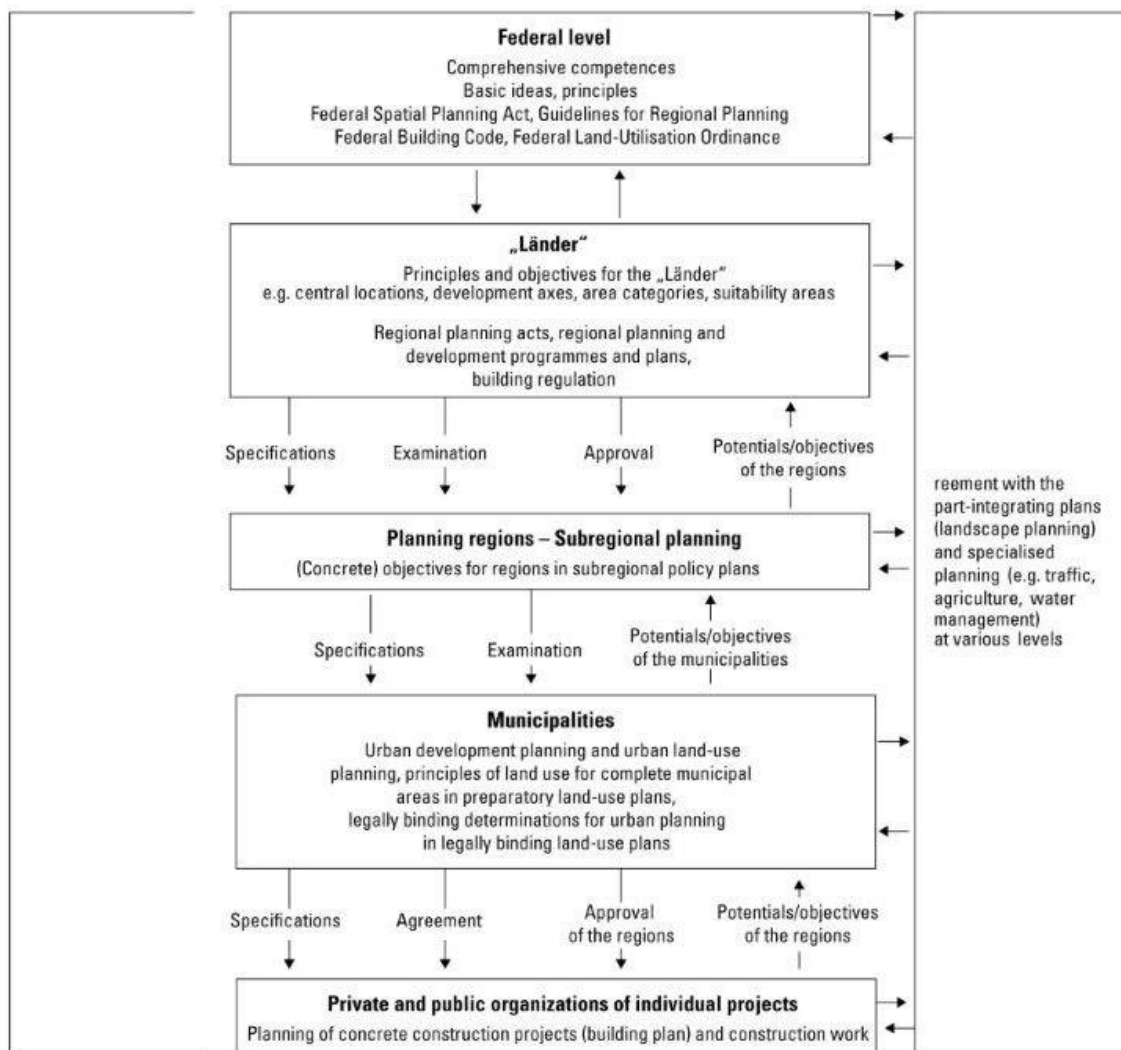 Federal level
Comprehensive competences
Basic ideas, principles
Federal Spatial Planning Act, Guidelines for Regional Planning
Federal Building Code, Federal Land-Utilisation Ordinance
„Länder“
Principles and objectives for the „Länder“
e.g. central locations, development axes, area categories, suitability areas
Regional planning acts, regional planning and
development programmes and plans,
building regulation
Specifications
Examination
Approval
Potentials/objectives
of the regions
Planning regions – Subregional planning
(Concrete) objectives for regions in subregional policy plans
Specifications
Examination
Potentials/objectives
of the municipalities
Municipalities
Urban development planning and urban land-use
planning, principles of land use for complete municipal
areas in preparatory land-use plans,
legally binding determinations for urban planning
in legally binding land-use plans
Specifications
Agreement
Approval
of the regions
Potentials/objectives
of the regions
Private and public organizations of individual projects
Planning of concrete construction projects (building plan) and construction work
reement with the
part-integrating plans
(landscape planning)
and specialised
planning (e.g. traffic,
agriculture, water
management)
at various levels